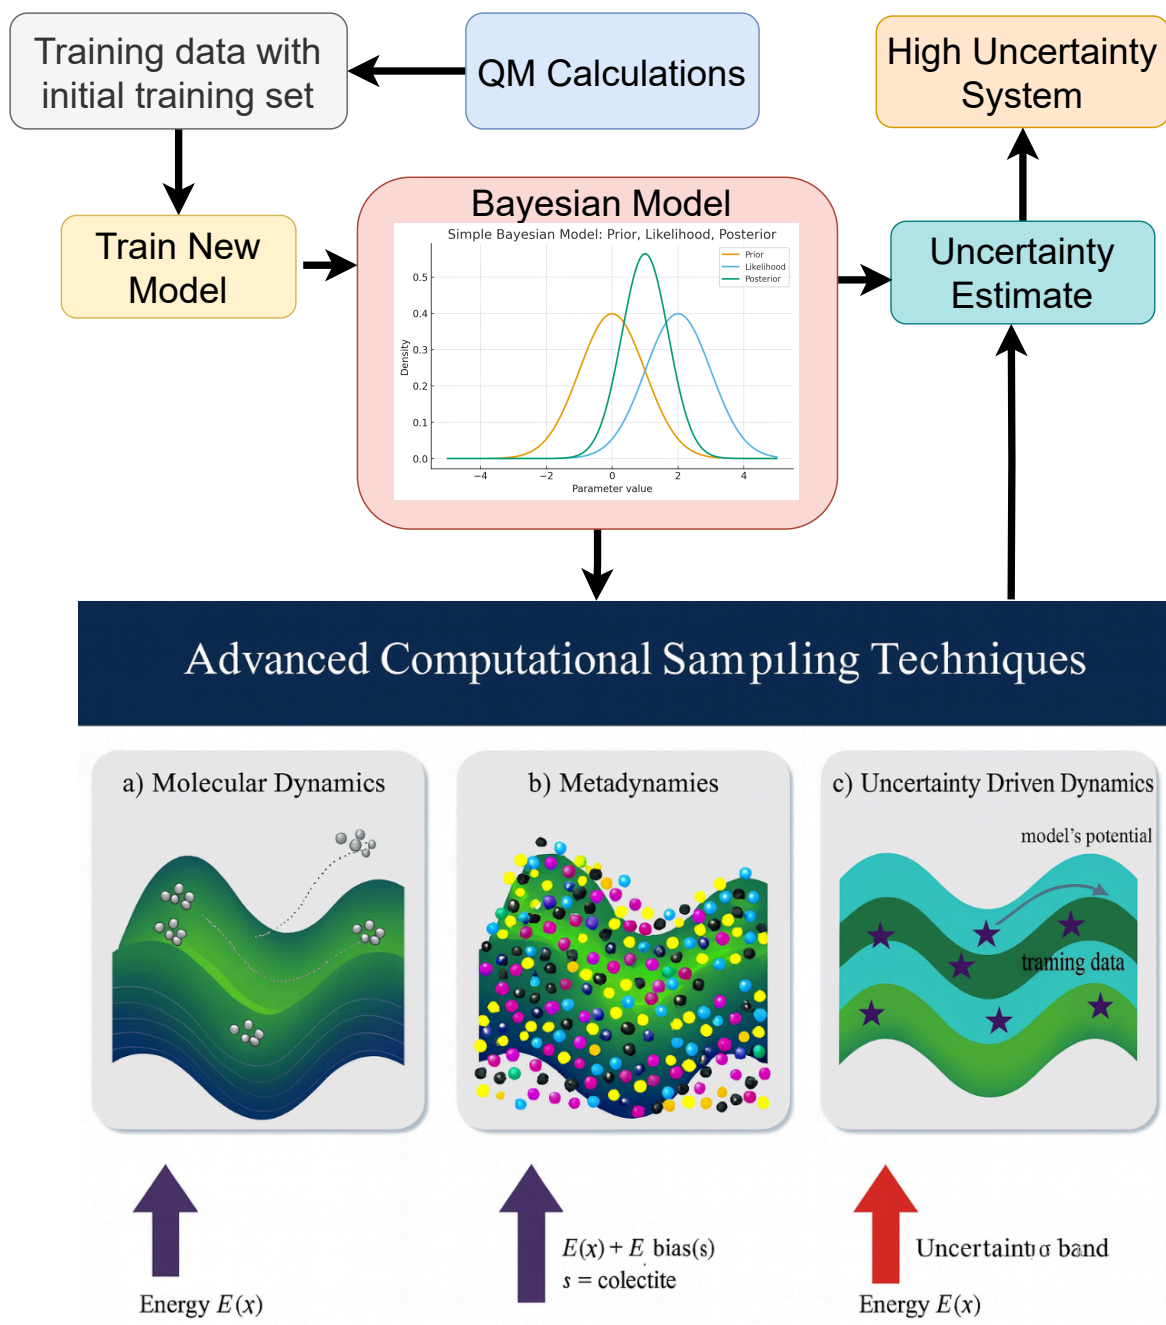 Training data with
initial training set
QM Calculations
High Uncertainty
System
Train New
Model
Bayesian Model
Simple Bayesian Model: Prior, Likelihood, Posterior
Prior
Likelihood
Posterior
Density
0.5
0.4
0.3
0.2
0.1
0.0
−4
−2
0
2
4
Parameter value
Uncertainty
Estimate
Advanced Computational Sampıling Techniques
a) Molecular Dynamics
b) Metadynamies
c) Uncertainty Driven Dynamics
model's potential
traming data
Energy E(x)
E(x) + E bias(s)
s = colectite
σ band
Energy E(x)